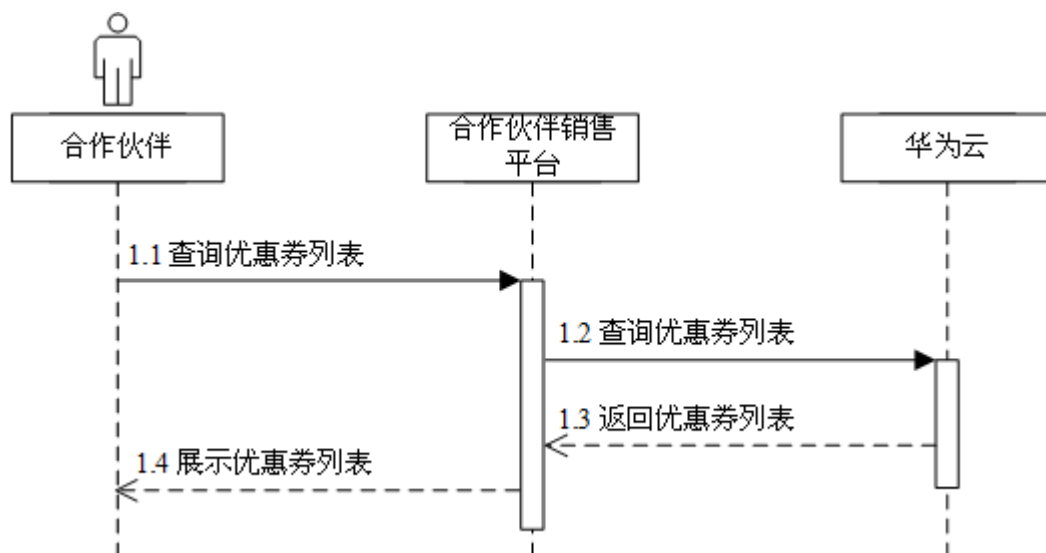 合作伙伴
合作伙伴销售
平台
华为云
1.1 查询优惠券列表
1.2 查询优惠券列表
1.3 返回优惠券列表
1.4 展示优惠券列表